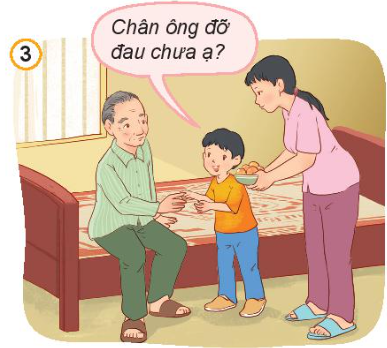 3
Chân ông đỡ
đau chưa ạ?